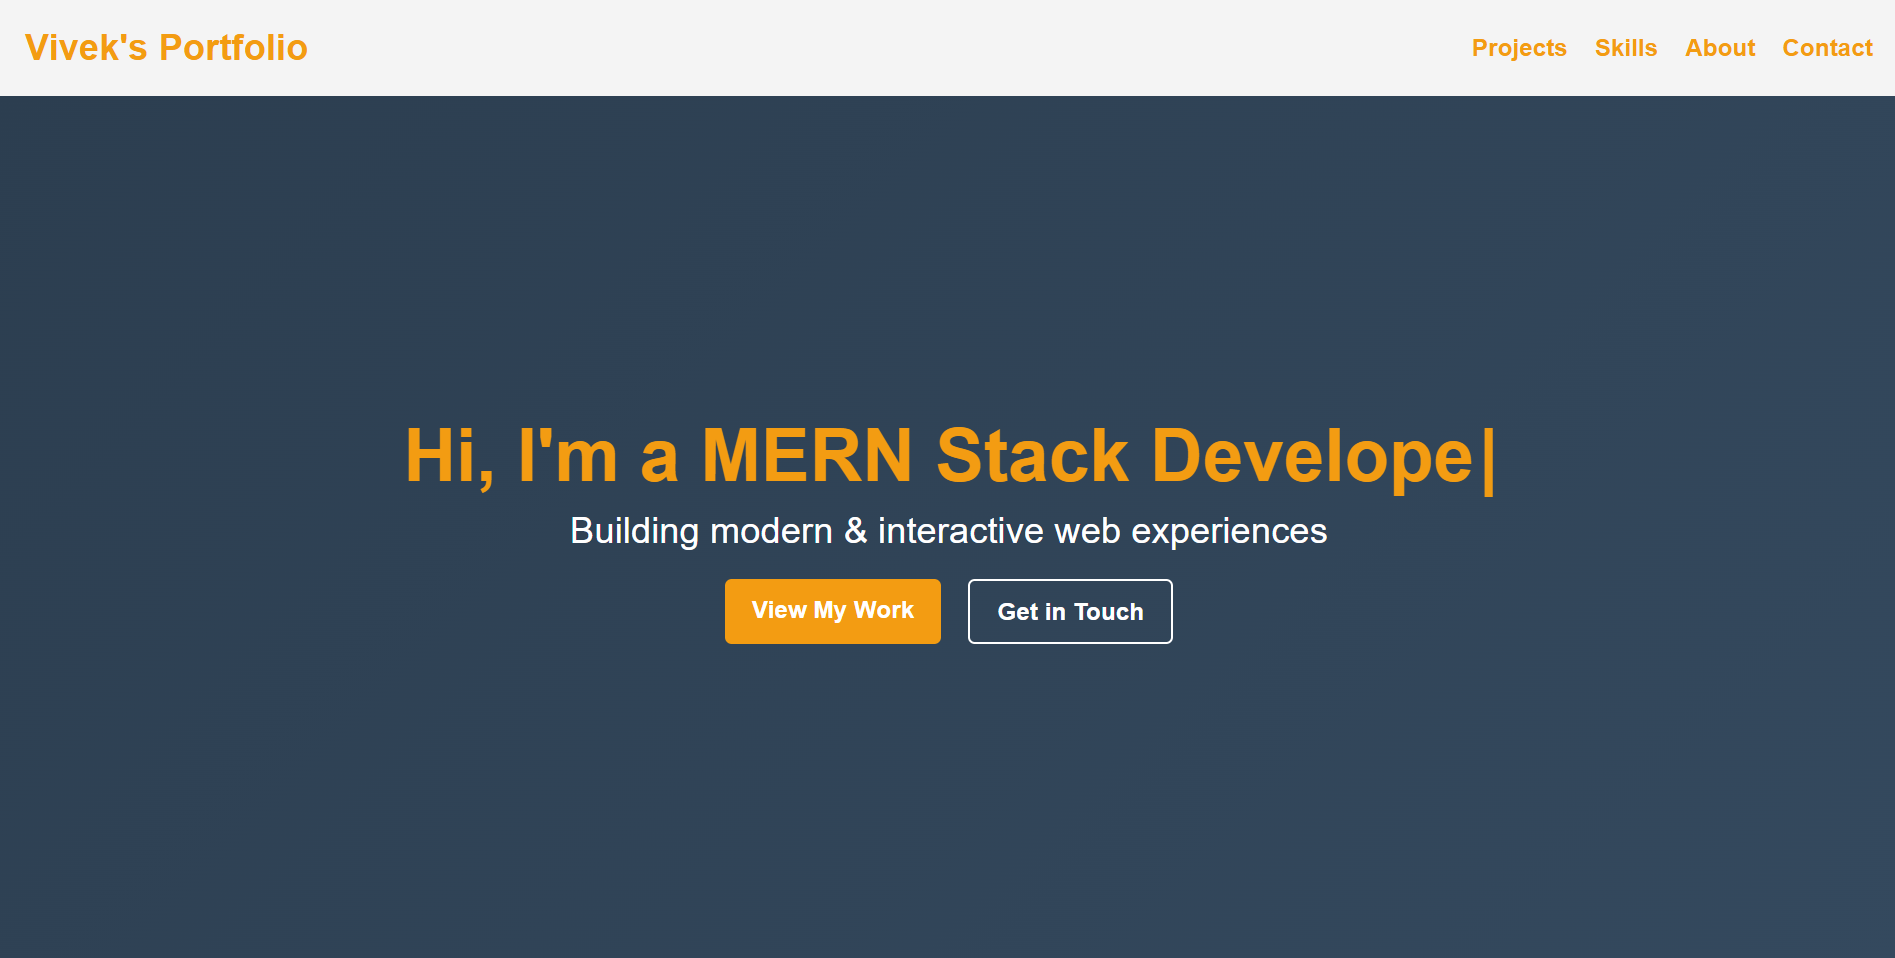 Vivek's Portfolio
Projects Skills About Contact
Hi, I'm a MERN Stack Develope|
Building modern & interactive web experiences
View My Work
Get in Touch